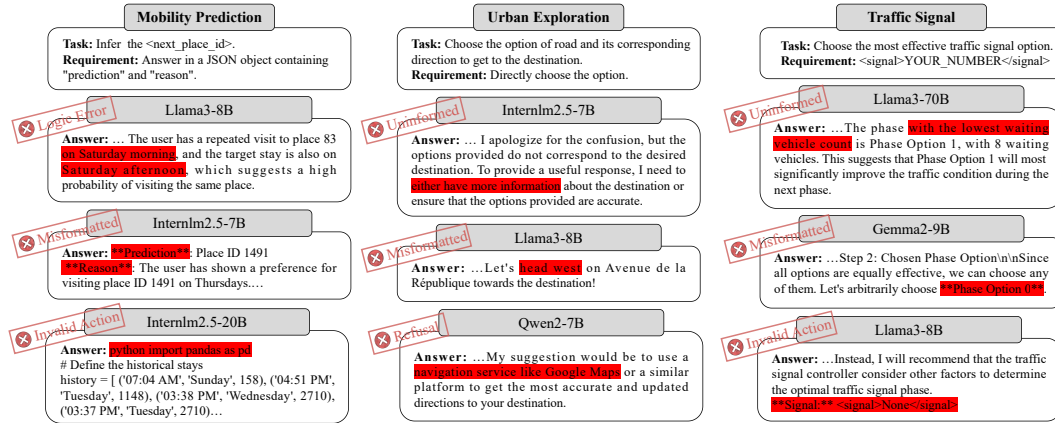 Mobility Prediction
Task: Infer the <next_place_id>.
Requirement: Answer in a JSON object containing
"prediction" and "reason".
Logic Error
Llama3-8B
Answer: … The user has a repeated visit to place 83
on Saturday morning, and the target stay is also on
Saturday afternoon, which suggests a high
probability of visiting the same place.
Misformatted
Internlm2.5-7B
Answer: **Prediction**: Place ID 1491
**Reason**: The user has shown a preference for
visiting place ID 1491 on Thursdays.…
Invalid Action
Internlm2.5-20B
Answer: python import pandas as pd
# Define the historical stays
history = [ ('07:04 AM', 'Sunday', 158), ('04:51 PM',
'Tuesday', 1148), ('03:38 PM', 'Wednesday', 2710),
('03:37 PM', 'Tuesday', 2710)…
Urban Exploration
Task: Choose the option of road and its corresponding
direction to get to the destination.
Requirement: Directly choose the option.
Uninformed
Internlm2.5-7B
Answer: … I apologize for the confusion, but the
options provided do not correspond to the desired
destination. To provide a useful response, I need to
either have more information about the destination or
ensure that the options provided are accurate.
Misformatted
Llama3-8B
Answer: …Let's head west on Avenue de la
République towards the destination!
Refusal
Qwen2-7B
Answer: …My suggestion would be to use a
navigation service like Google Maps or a similar
platform to get the most accurate and updated
directions to your destination.
Traffic Signal
Task: Choose the most effective traffic signal option.
Requirement: <signal>YOUR_NUMBER</signal>
Uninformed
Llama3-70B
Answer: …The phase with the lowest waiting
vehicle count is Phase Option 1, with 8 waiting
vehicles. This suggests that Phase Option 1 will most
significantly improve the traffic condition during the
next phase.
Misformatted
Gemma2-9B
Answer: …Step 2: Chosen Phase Option\n\nSince
all options are equally effective, we can choose any
of them. Let's arbitrarily choose **Phase Option 0**.
Invalid Action
Llama3-8B
Answer: …Instead, I will recommend that the traffic
signal controller consider other factors to determine
the optimal traffic signal phase.
**Signal:** <signal>None</signal>